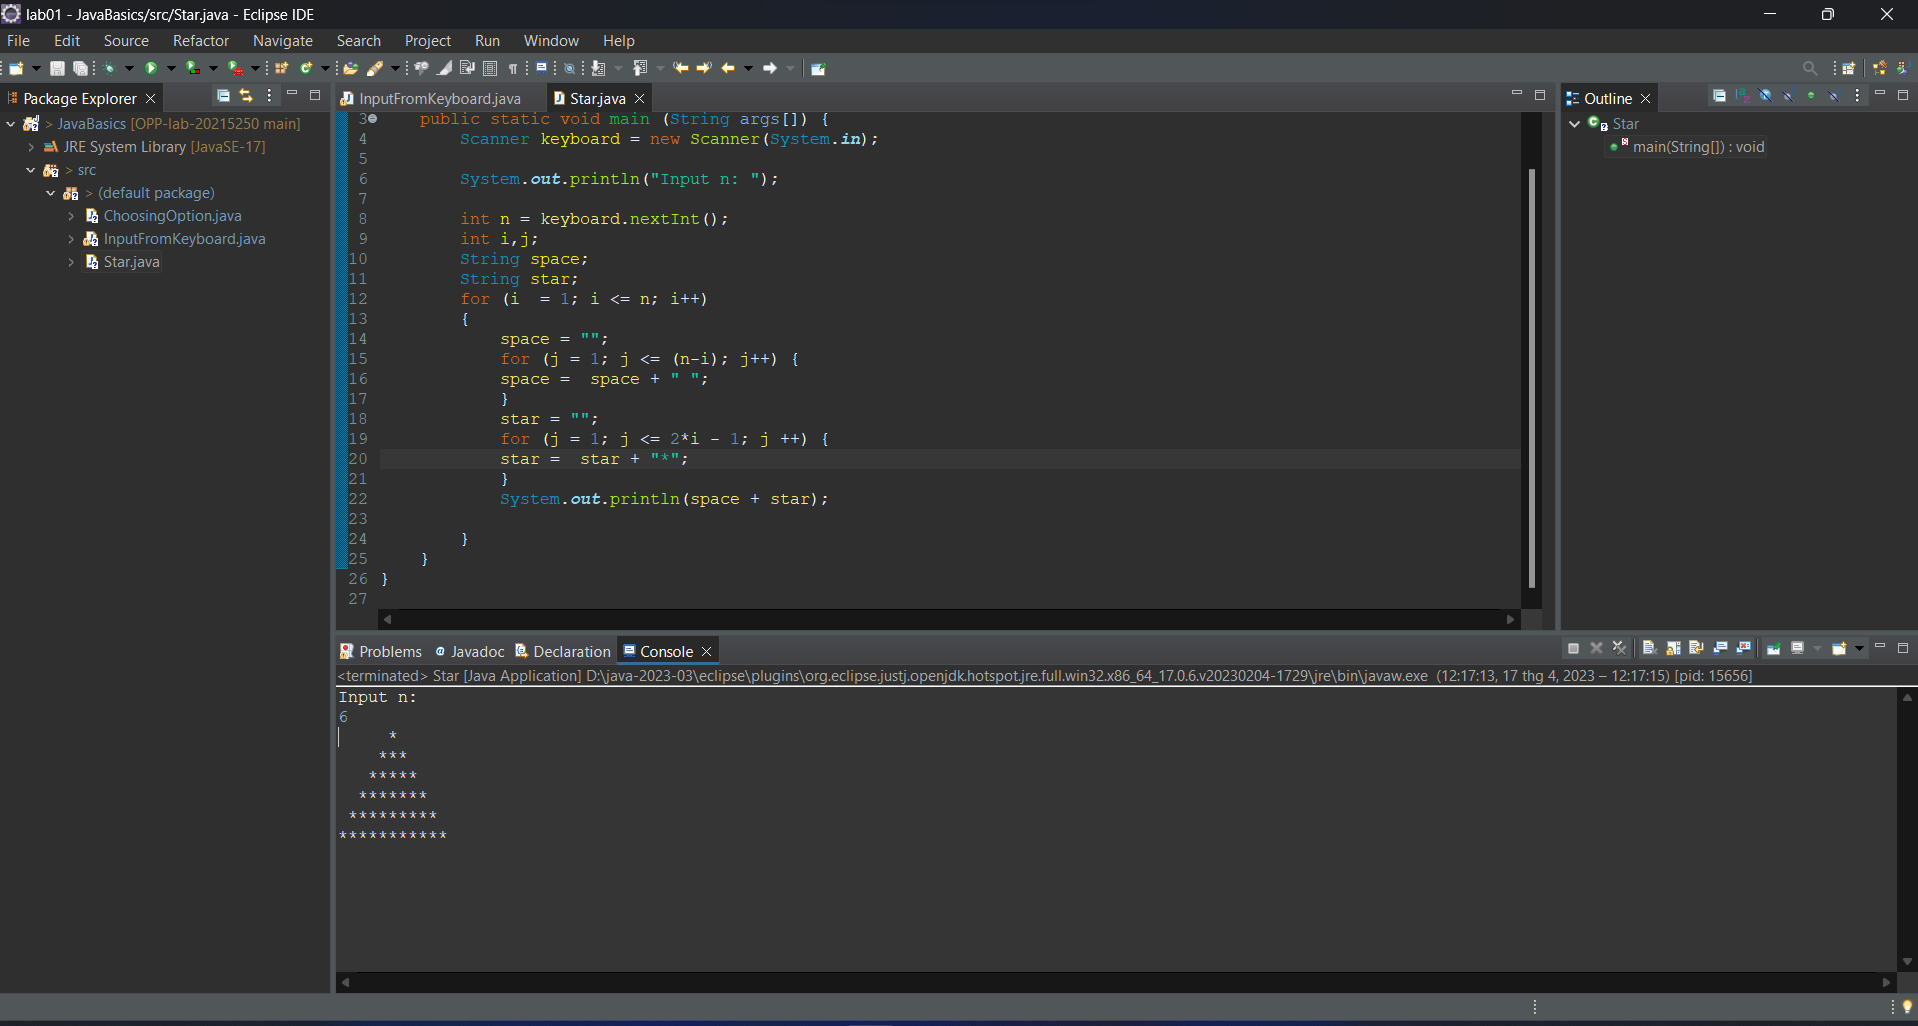 lab01 - JavaBasics/src/Star.java - Eclipse IDE
File Edit Source Refactor Navigate Search Project Run Window Help
Package Explorer
> JavaBasics [OPP-lab-20215250 main]
JRE System Library [JavaSE-17]
> src
> (default package)
ChoosingOption.java
InputFromKeyboard.java
Star.java
InputFromKeyboard.java Star.java
3 public static void main (String args[]) {
4 Scanner keyboard = new Scanner(System.in);
5
6 System.out.println("Input n: ");
7
8 int n = keyboard.nextInt();
9 int i,j;
10 String space;
11 String star;
12 for (i  = 1; i <= n; i++)
13 {
14 space = "";
15 for (j = 1; j <= (n-i); j++) {
16 space =  space + " ";
17 }
18 star = "";
19 for (j = 1; j <= 2*i - 1; j ++) {
20 star =  star + "*";
21 }
22 System.out.println(space + star);
23
24 }
25 }
26 }
27
Outline
Star
main(String[]) : void
Problems Javadoc Declaration Console
<terminated> Star [Java Application] D:\java-2023-03\eclipse\plugins\org.eclipse.justj.openjdk.hotspot.jre.full.win32.x86_64_17.0.6.v20230204-1729\jre\bin\javaw.exe (12:17:13, 17 thg 4, 2023 – 12:17:15) [pid: 15656]
Input n:
6
     *
    ***
   *****
  *******
 *********
***********